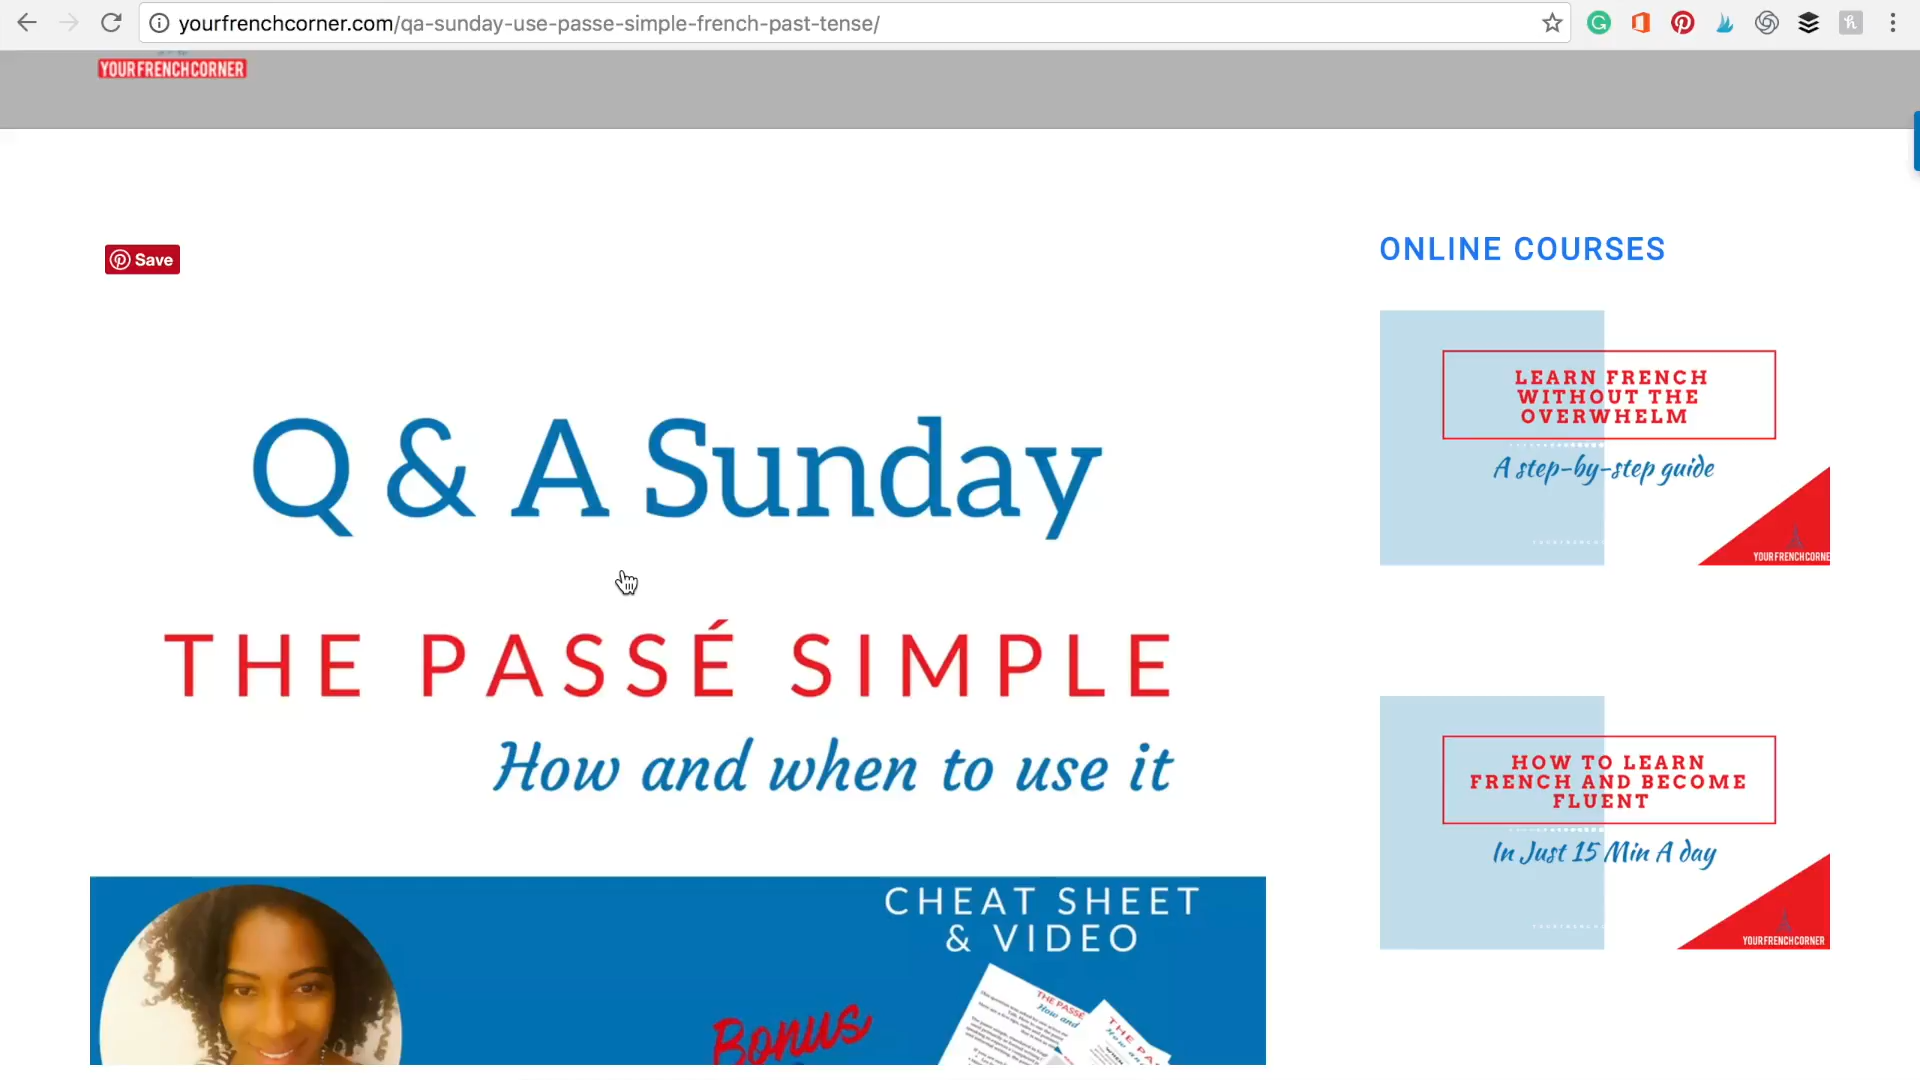 yourfrenchcorner.com/qa-sunday-use-passe-simple-french-past-tense/
YOURFRENCHCORNER
Save
Q & A Sunday
THE PASSÉ SIMPLE
How and when to use it
CHEAT SHEET
& VIDEO
Bonus
ONLINE COURSES
LEARN FRENCH
WITHOUT THE
OVERWHELM
A step-by-step guide
YOURFRENCHCORNE
HOW TO LEARN
FRENCH AND BECOME
FLUENT
In Just 15 Min A day
YOURFRENCHCORNER